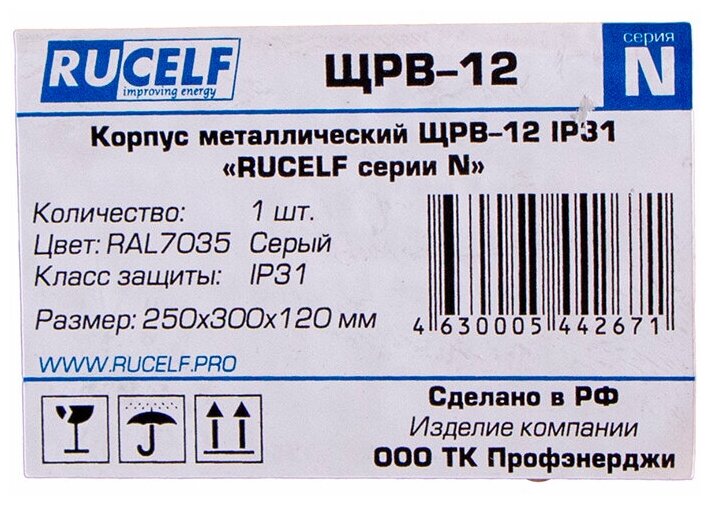 RUCELF
improving energy
ЩРВ-12
серия
N
Корпус металлический ЩРВ-12 IP31
«RUCELF серии N»
Количество: 1 шт.
Цвет: RAL7035 Серый
Класс защиты: IP31
Размер: 250х300х120 мм
4 630005 442671
WWW.RUCELF.PRO
Сделано в РФ
Изделие компании
ООО ТК Профэнерджи